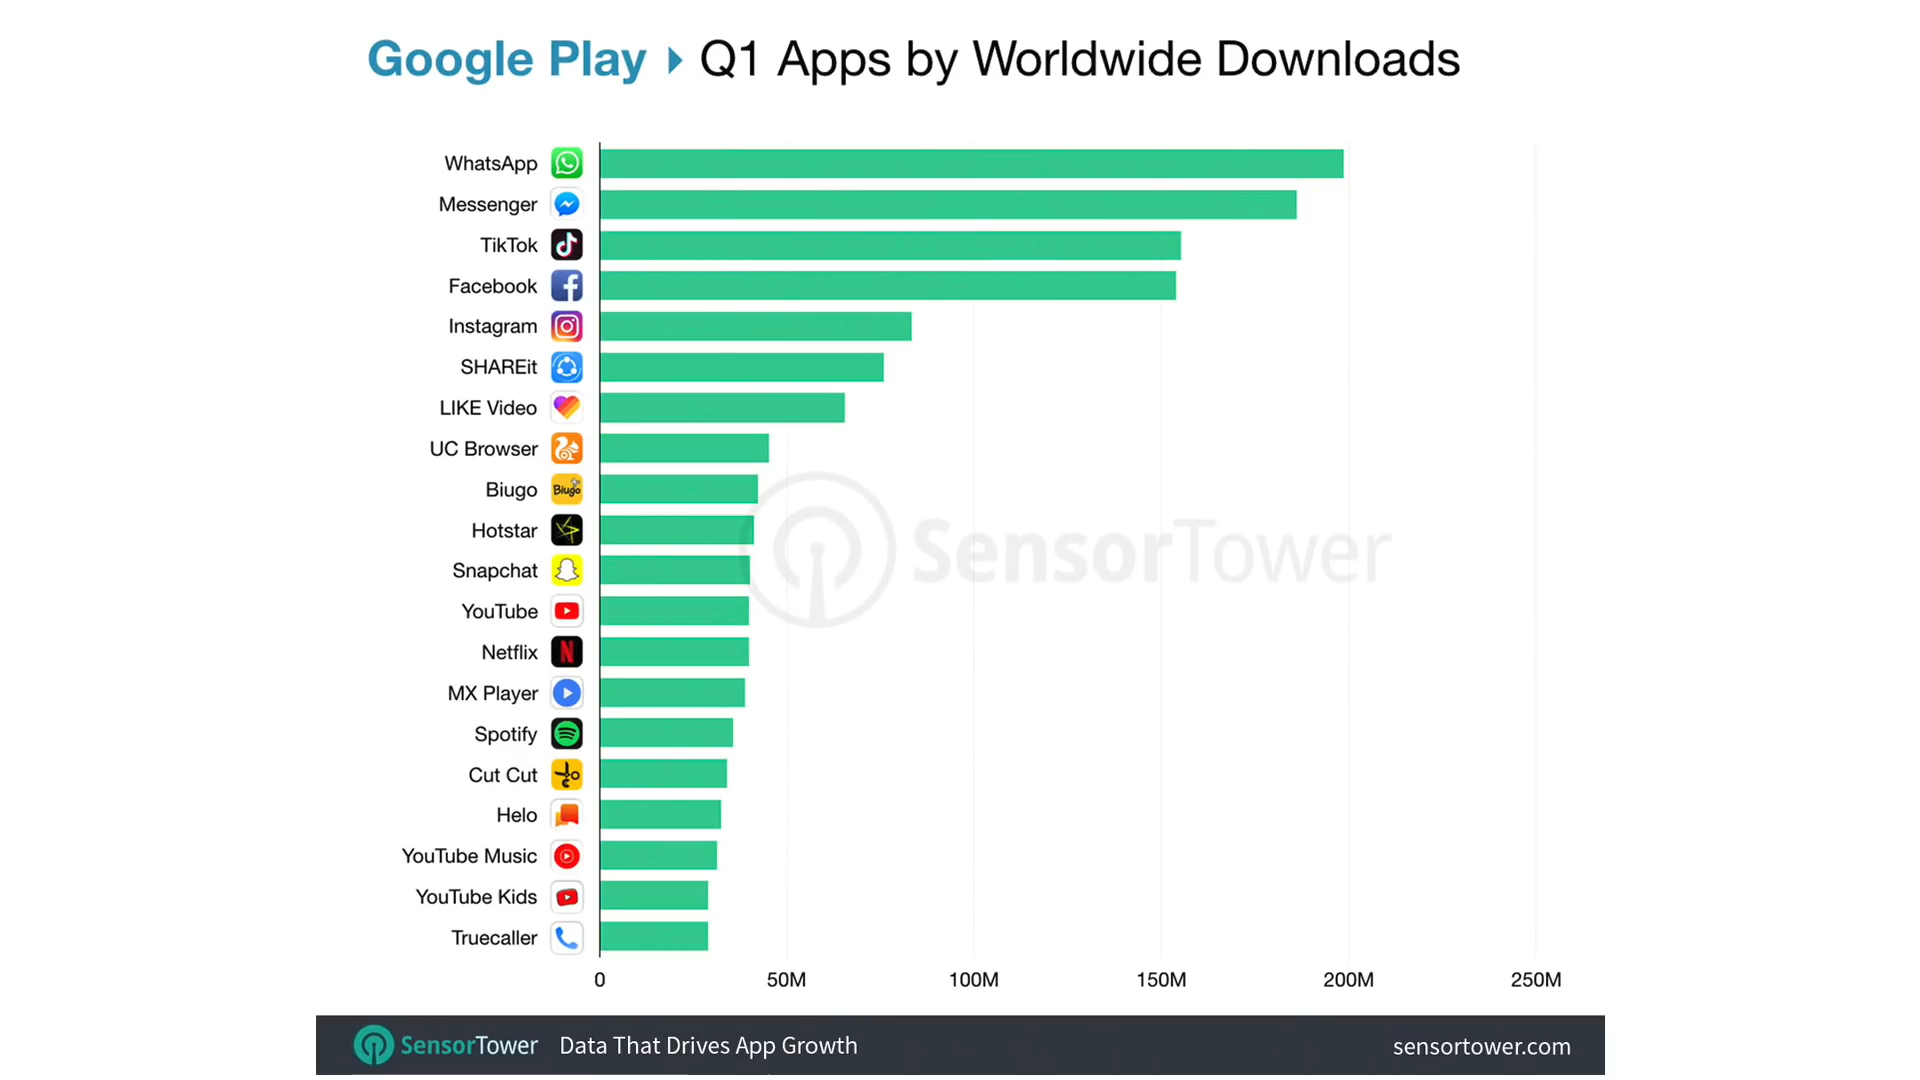 Google Play ▸ Q1 Apps by Worldwide Downloads
WhatsApp
Messenger
TikTok
Facebook
Instagram
SHAREit
LIKE Video
UC Browser
Biugo Biugo
Hotstar
SensorTower
Snapchat
YouTube
Netflix
MX Player
Spotify
Cut Cut
Helo
YouTube Music
YouTube Kids
Truecaller
0 50M 100M 150M 200M 250M
SensorTower Data That Drives App Growth sensortower.com